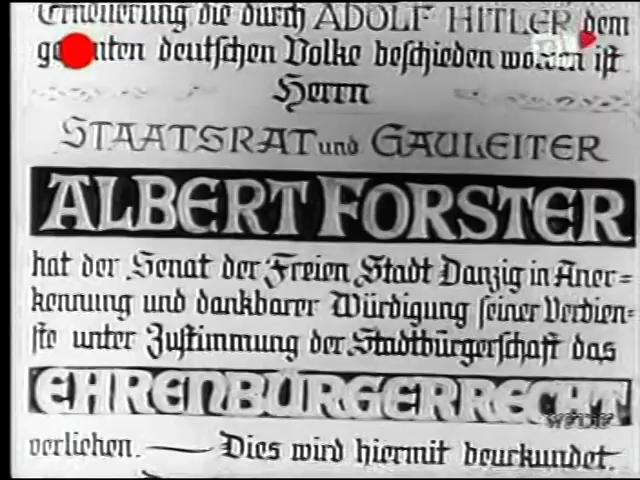 Erneuerung die durch ADOLF HITLER dem
deutschen Volke beschieden worden ist
Herrn
STAATSRAT und GAULEITER
ALBERT FORSTER
hat der Senat der Freien Stadt Danzig in Aner=
kennung und dankbarer Würdigung seiner Verdien=
ste unter Zustimmung der Stadtbürgerschaft das
EHRENBÜRGERRECHT
verliehen. — Dies wird hiermit beurkundet.